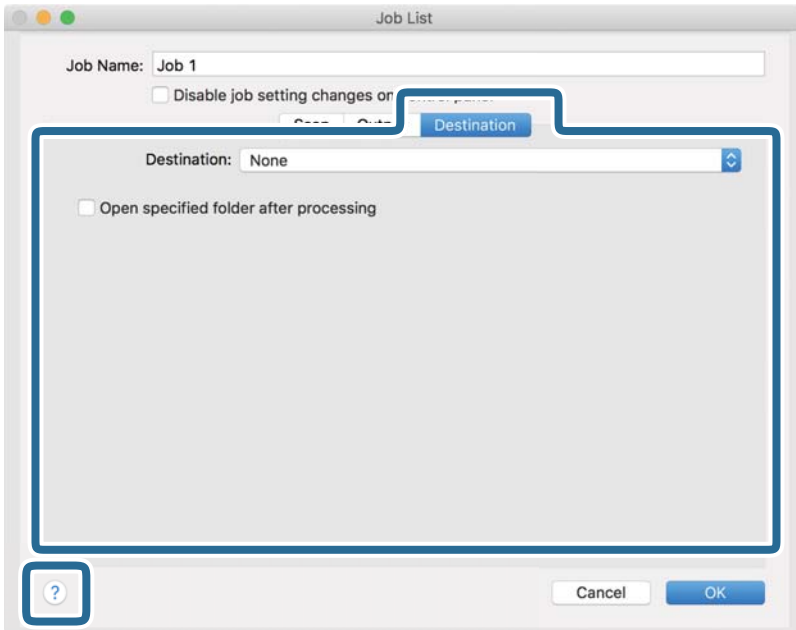 Job List
Job Name: Job 1
Disable job setting changes on
Destination
Destination: None
Open specified folder after processing
?
Cancel OK